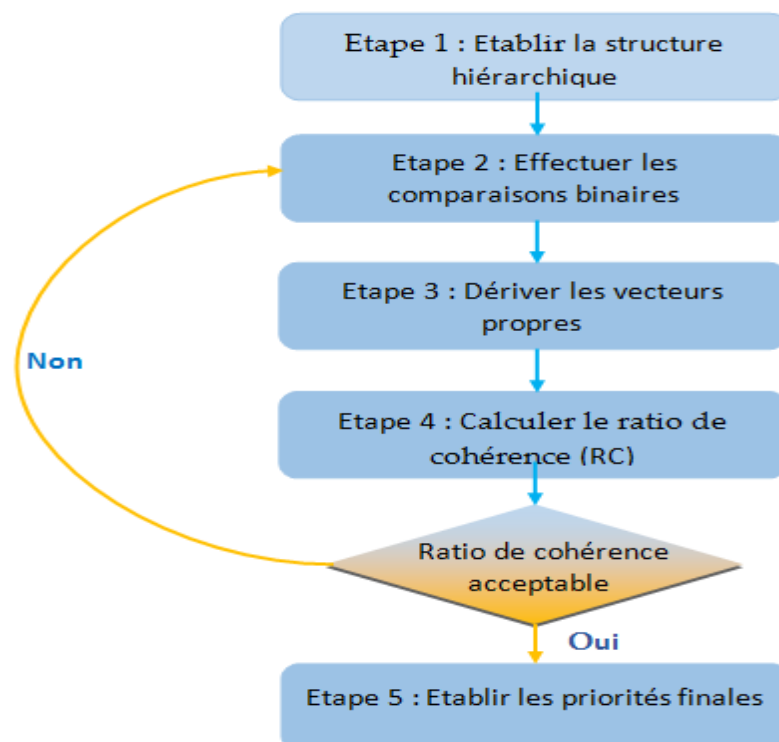 Etape 1 : Etablir la structure
hiérarchique
Etape 2 : Effectuer les
comparaisons binaires
Etape 3 : Dériver les vecteurs
propres
Non
Etape 4 : Calculer le ratio de
cohérence (RC)
Ratio de cohérence
acceptable
Oui
Etape 5 : Etablir les priorités finales